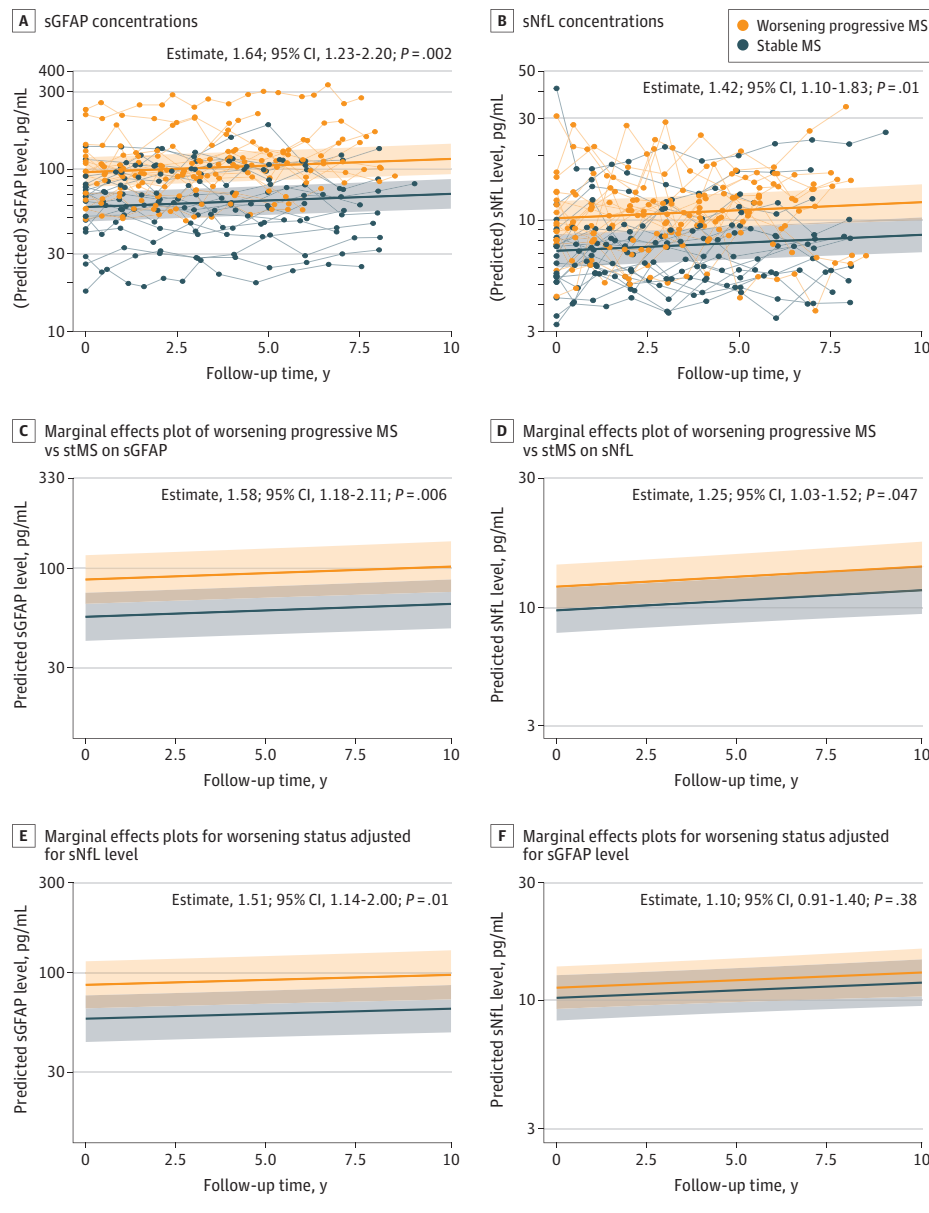 A sGFAP concentrations
Estimate, 1.64; 95% CI, 1.23-2.20; P = .002
400
300
100
30
10
(Predicted) sGFAP level, pg/mL
0 2.5 5.0 7.5 10
Follow-up time, y
B sNfL concentrations
Worsening progressive MS
Stable MS
Estimate, 1.42; 95% CI, 1.10-1.83; P = .01
50
30
10
3
(Predicted) sNfL level, pg/mL
0 2.5 5.0 7.5 10
Follow-up time, y
C Marginal effects plot of worsening progressive MS
vs stMS on sGFAP
Estimate, 1.58; 95% CI, 1.18-2.11; P = .006
330
100
30
Predicted sGFAP level, pg/mL
0 2.5 5.0 7.5 10
Follow-up time, y
D Marginal effects plot of worsening progressive MS
vs stMS on sNfL
Estimate, 1.25; 95% CI, 1.03-1.52; P = .047
30
10
3
Predicted sNfL level, pg/mL
0 2.5 5.0 7.5 10
Follow-up time, y
E Marginal effects plots for worsening status adjusted
for sNfL level
Estimate, 1.51; 95% CI, 1.14-2.00; P = .01
300
100
30
Predicted sGFAP level, pg/mL
0 2.5 5.0 7.5 10
Follow-up time, y
F Marginal effects plots for worsening status adjusted
for sGFAP level
Estimate, 1.10; 95% CI, 0.91-1.40; P = .38
30
10
3
Predicted sNfL level, pg/mL
0 2.5 5.0 7.5 10
Follow-up time, y